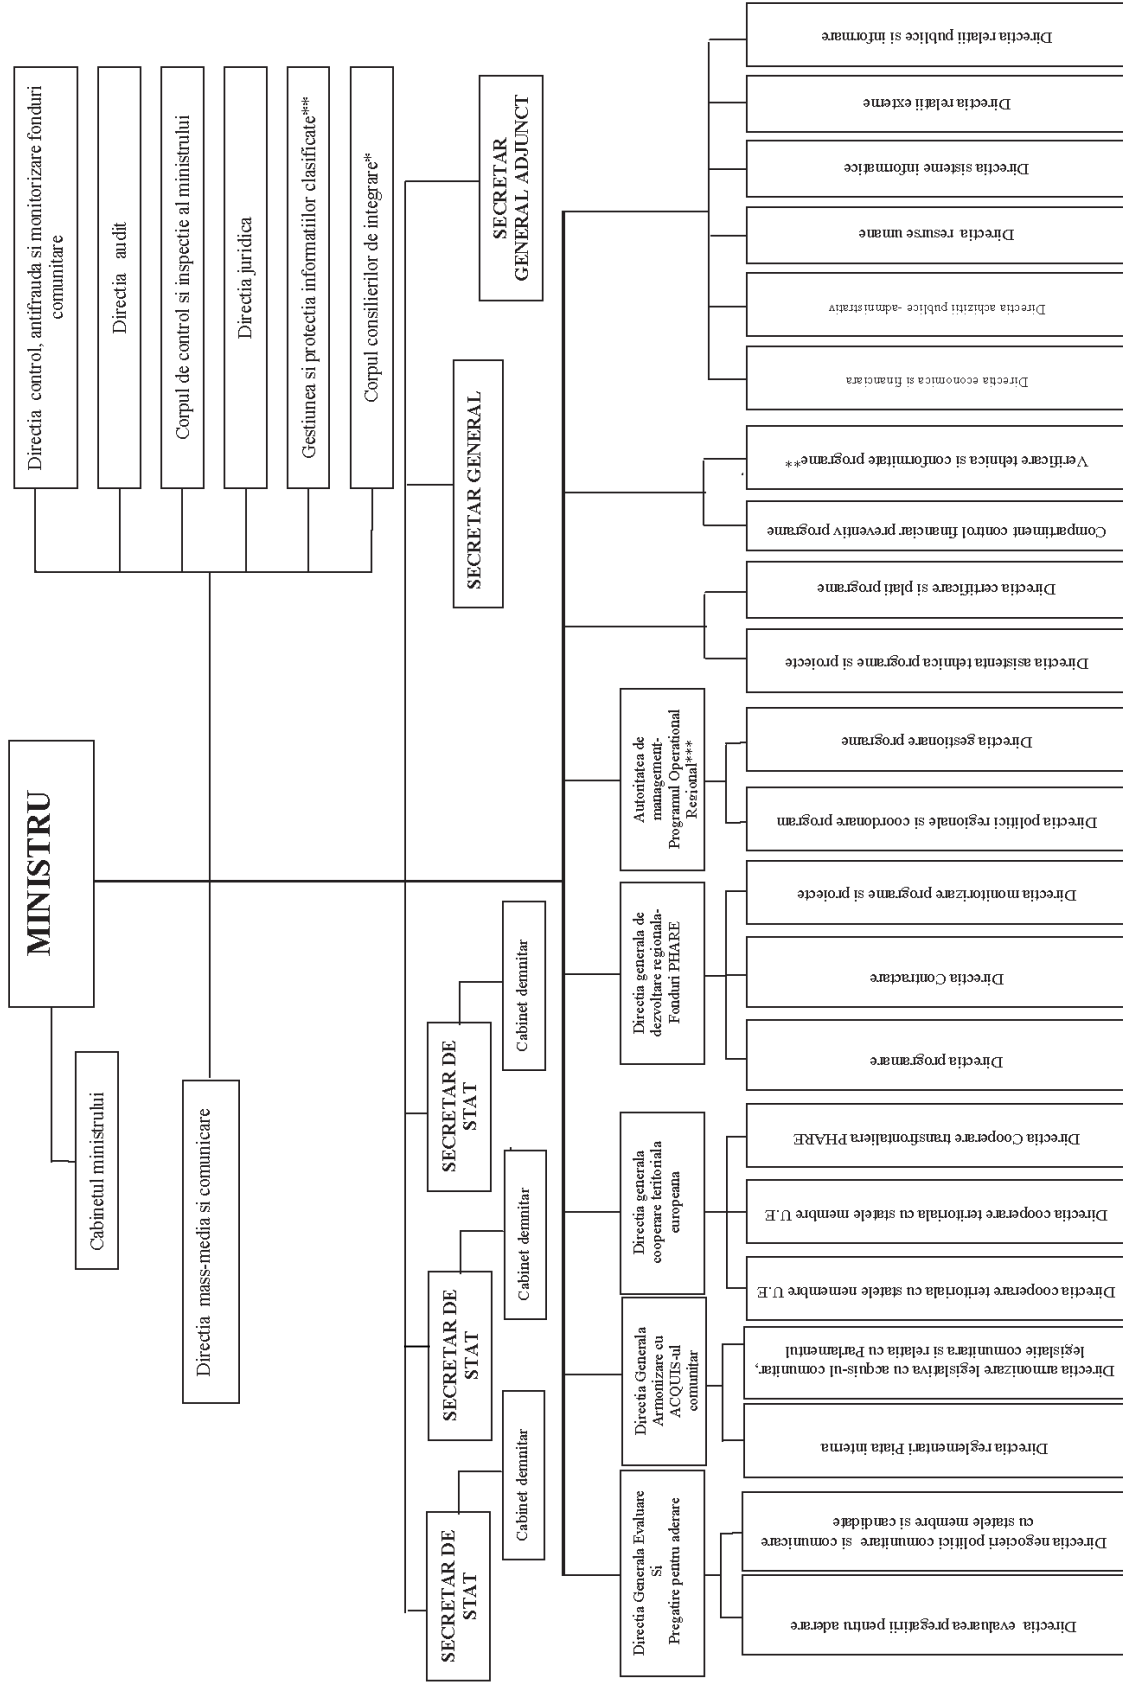 MINISTRU
Cabinetul ministrului
Directia mass-media si comunicare
Directia control, antifrauda si monitorizare fonduri
comunitare
Directia audit
Corpul de control si inspectie al ministrului
Directia juridica
Gestiunea si protectia informatiilor clasificate**
Corpul consilierilor de integrare*
SECRETAR DE
STAT
Cabinet demnitar
SECRETAR DE
STAT
Cabinet demnitar
SECRETAR DE
STAT
Cabinet demnitar
SECRETAR GENERAL
SECRETAR
GENERAL ADJUNCT
Directia Generala Evaluare
Si
Pregatire pentru aderare
Directia Generala
Armonizare cu
ACQUIS-ul
comunitar
Directia generala
cooperare teritoriala
europeana
Directia generala de
dezvoltare regionala-
Fonduri PHARE
Autoritatea de
management-
Programul Operational
Regional***
Directia evaluarea pregatirii pentru aderare
Directia negocieri politici comunitare si comunicare
cu statele membre si candidate
Directia reglementari Piata interna
Directia armonizare legislativa cu acquis-ul comunitar,
legislatie comunitara si relatia cu Parlamentul
Directia cooperare teritoriala cu statele nemembre U.E
Directia cooperare teritoriala cu statele membre U.E
Directia Cooperare transfrontaliera PHARE
Directia programare
Directia Contractare
Directia monitorizare programe si proiecte
Directia politici regionale si coordonare program
Directia gestionare programe
Directia asistenta tehnica programe si proiecte
Directia certificare si plati programe
Compartiment control financiar preventiv programe
Verificare tehnica si conformitate programe**
Directia economica si financiara
Directia achizitii publice -administrativ
Directia resurse umane
Directia sisteme informatice
Directia relatii externe
Directia relatii publice si informare